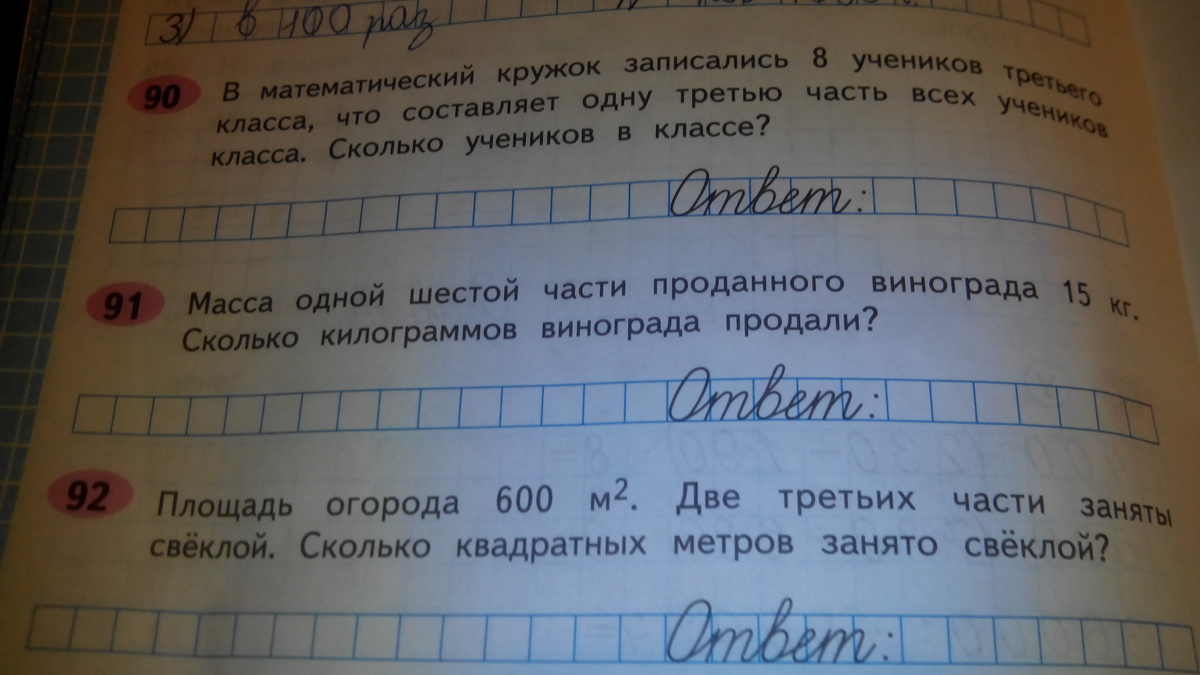 3) в 100 раз
90 В математический кружок записались 8 учеников третьего
класса, что составляет одну третью часть всех учеников
класса. Сколько учеников в классе?
Ответ:
91 Масса одной шестой части проданного винограда 15 кг.
Сколько килограммов винограда продали?
Ответ:
92 Площадь огорода 600 м². Две третьих части заняты
свёклой. Сколько квадратных метров занято свёклой?
Ответ: